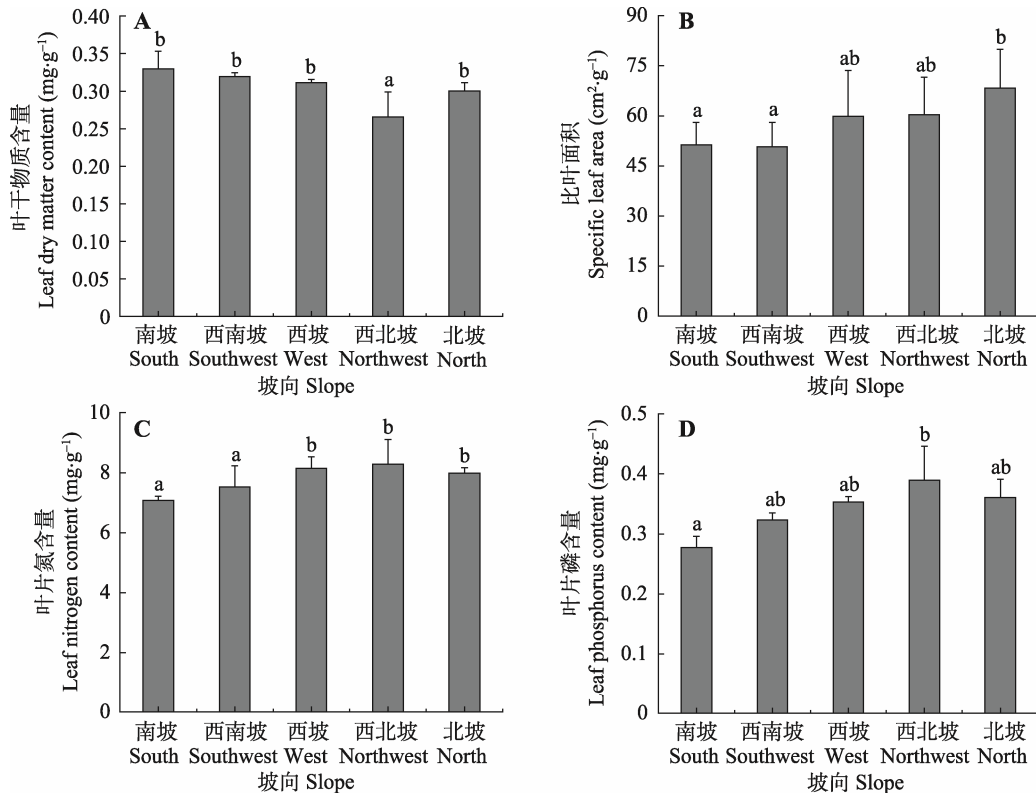 A
叶干物质含量
Leaf dry matter content (mg·g⁻¹)
0.40
0.35
0.30
0.25
0.20
0.15
0.10
0.05
0
b
b
b
a
b
南坡 西南坡 西坡 西北坡 北坡
South Southwest West Northwest North
坡向 Slope
B
比叶面积
Specific leaf area (cm²·g⁻¹)
90
75
60
45
30
15
0
a
a
ab
ab
b
南坡 西南坡 西坡 西北坡 北坡
South Southwest West Northwest North
坡向 Slope
C
叶片氮含量
Leaf nitrogen content (mg·g⁻¹)
10
8
6
4
2
0
a
a
b
b
b
南坡 西南坡 西坡 西北坡 北坡
South Southwest West Northwest North
坡向 Slope
D
叶片磷含量
Leaf phosphorus content (mg·g⁻¹)
0.5
0.4
0.3
0.2
0.1
0
a
ab
ab
b
ab
南坡 西南坡 西坡 西北坡 北坡
South Southwest West Northwest North
坡向 Slope